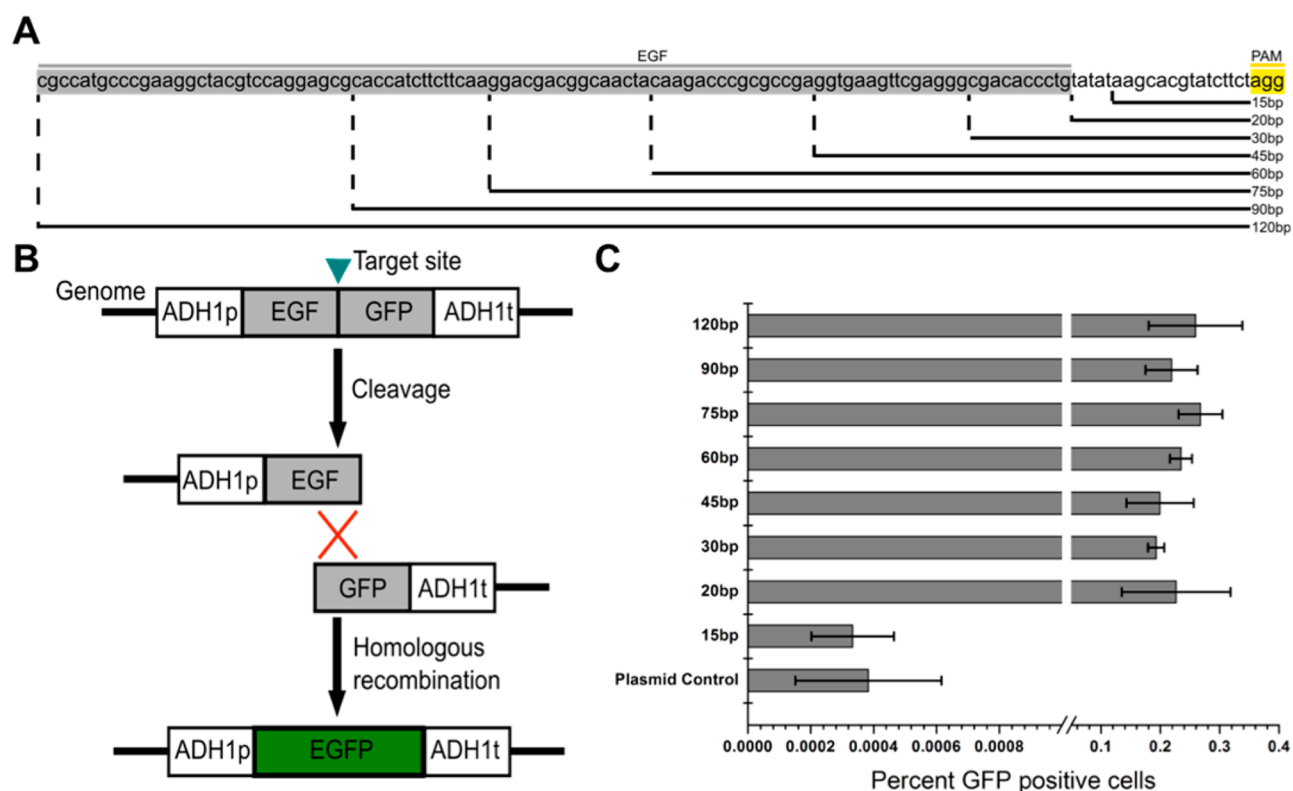 A
EGF
PAM
cgccatgcccgaaggctacgtccaggagcgcaccatcttcttcaaggacgacggcaactacaagacccgcgccgaggtgaagttcgagggcgacaccctgtatataagcacgtatcttctagg
15bp
20bp
30bp
45bp
60bp
75bp
90bp
120bp
B
Target site
Genome
ADH1p EGF GFP ADH1t
Cleavage
ADH1p EGF
GFP ADH1t
Homologous
recombination
ADH1p EGFP ADH1t
C
120bp
90bp
75bp
60bp
45bp
30bp
20bp
15bp
Plasmid Control
0.0000 0.0002 0.0004 0.0006 0.0008 0.1 0.2 0.3 0.4
Percent GFP positive cells